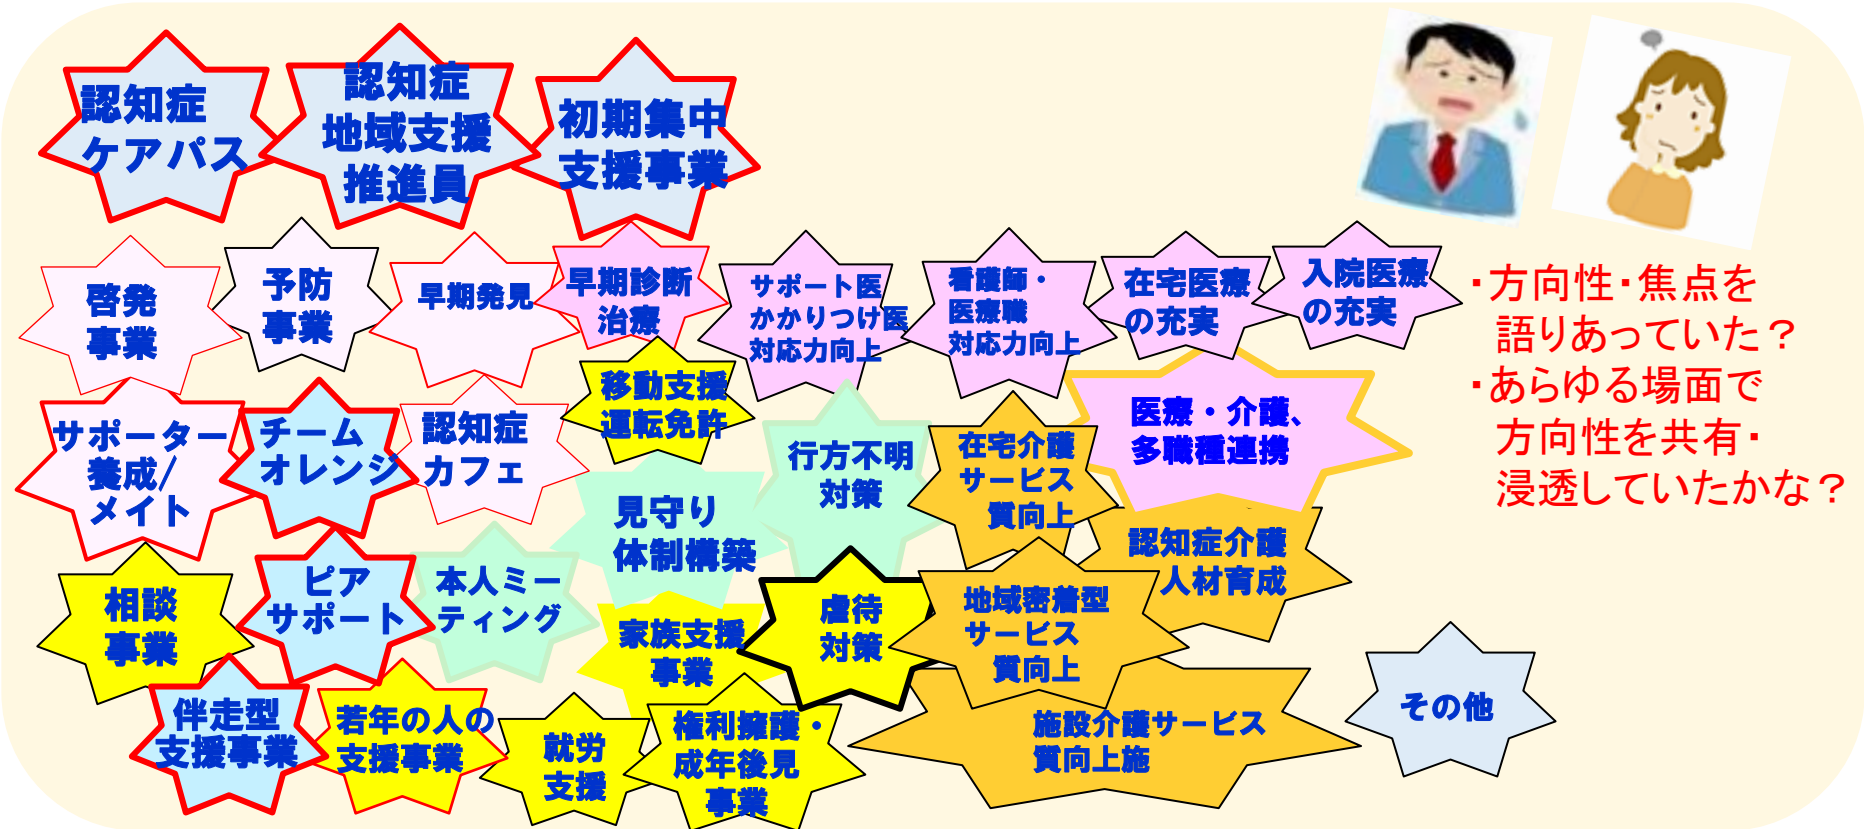 認知症
ケアパス
認知症
地域支援
推進員
初期集中
支援事業
啓発
事業
予防
事業
早期発見
早期診断
治療
サポート医
かかりつけ医
対応力向上
看護師・
医療職
対応力向上
在宅医療
の充実
入院医療
の充実
・方向性・焦点を
語りあっていた？
・あらゆる場面で
方向性を共有・
浸透していたかな？
サポーター
養成/
メイト
チーム
オレンジ
認知症
カフェ
移動支援
運転免許
見守り
体制構築
行方不明
対策
在宅介護
サービス
質向上
医療・介護、
多職種連携
認知症介護
人材育成
相談
事業
ピア
サポート
本人ミー
ティング
家族支援
事業
虐待
対策
地域密着型
サービス
質向上
伴走型
支援事業
若年の人の
支援事業
就労
支援
権利擁護・
成年後見
事業
施設介護サービス
質向上施
その他